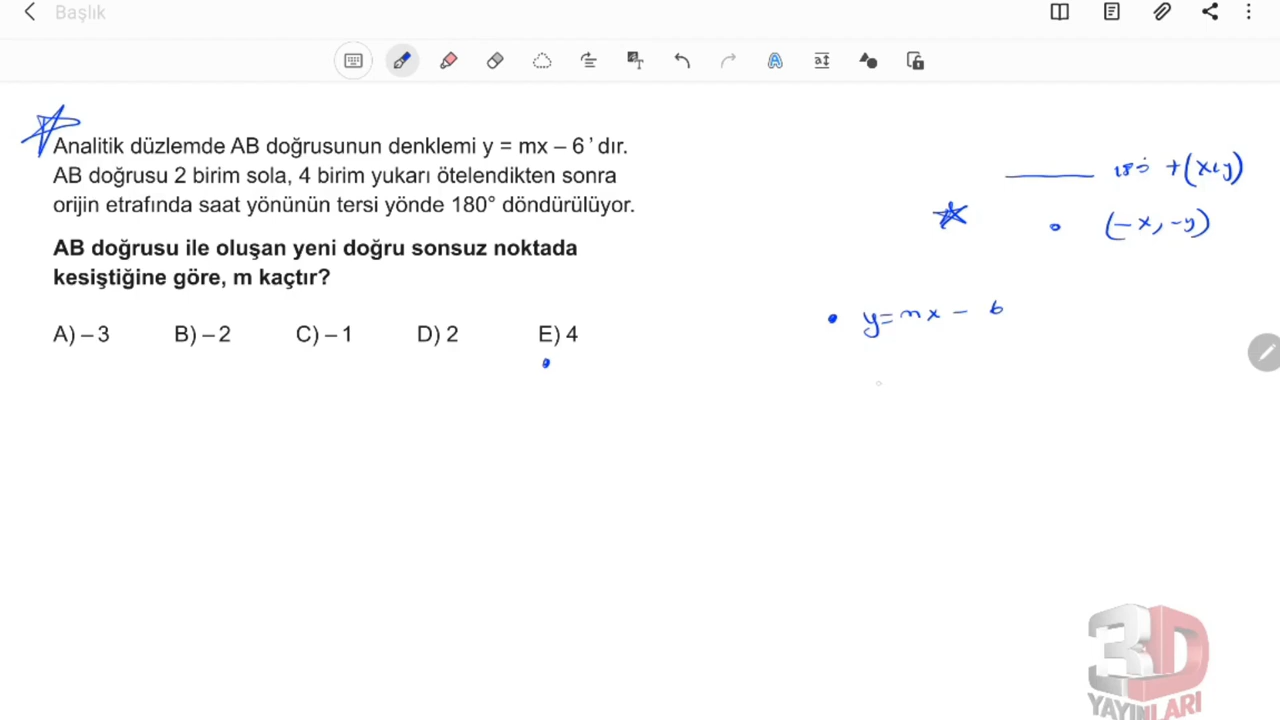 Başlık
Analitik düzlemde AB doğrusunun denklemi y = mx – 6 ’ dır.
AB doğrusu 2 birim sola, 4 birim yukarı ötelendikten sonra
orijin etrafında saat yönünün tersi yönde 180° döndürülüyor.
AB doğrusu ile oluşan yeni doğru sonsuz noktada
kesiştiğine göre, m kaçtır?
A) – 3 B) – 2 C) – 1 D) 2 E) 4
180 + (x,y)
(-x, -y)
y = mx - 6
3D
YAYINLARI